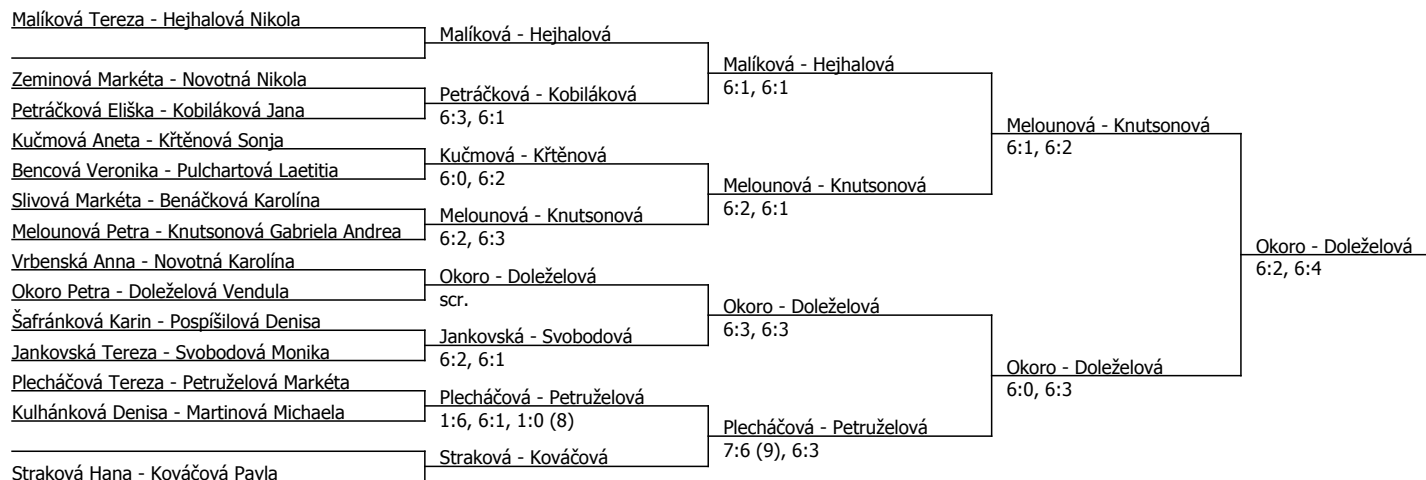 Malíková Tereza - Hejhalová Nikola
Zeminová Markéta - Novotná Nikola
Petráčková Eliška - Kobiláková Jana
Kučmová Aneta - Křtěnová Sonja
Bencová Veronika - Pulchartová Laetitia
Slivová Markéta - Benáčková Karolína
Melounová Petra - Knutsonová Gabriela Andrea
Vrbenská Anna - Novotná Karolína
Okoro Petra - Doleželová Vendula
Šafránková Karin - Pospíšilová Denisa
Jankovská Tereza - Svobodová Monika
Plecháčová Tereza - Petruželová Markéta
Kulhánková Denisa - Martinová Michaela
Straková Hana - Kováčová Pavla
Malíková - Hejhalová
Petráčková - Kobiláková
6:3, 6:1
Kučmová - Křtěnová
6:0, 6:2
Melounová - Knutsonová
6:2, 6:3
Okoro - Doleželová
scr.
Jankovská - Svobodová
6:2, 6:1
Plecháčová - Petruželová
1:6, 6:1, 1:0 (8)
Straková - Kováčová
Malíková - Hejhalová
6:1, 6:1
Melounová - Knutsonová
6:2, 6:1
Okoro - Doleželová
6:3, 6:3
Plecháčová - Petruželová
7:6 (9), 6:3
Melounová - Knutsonová
6:1, 6:2
Okoro - Doleželová
6:0, 6:3
Okoro - Doleželová
6:2, 6:4